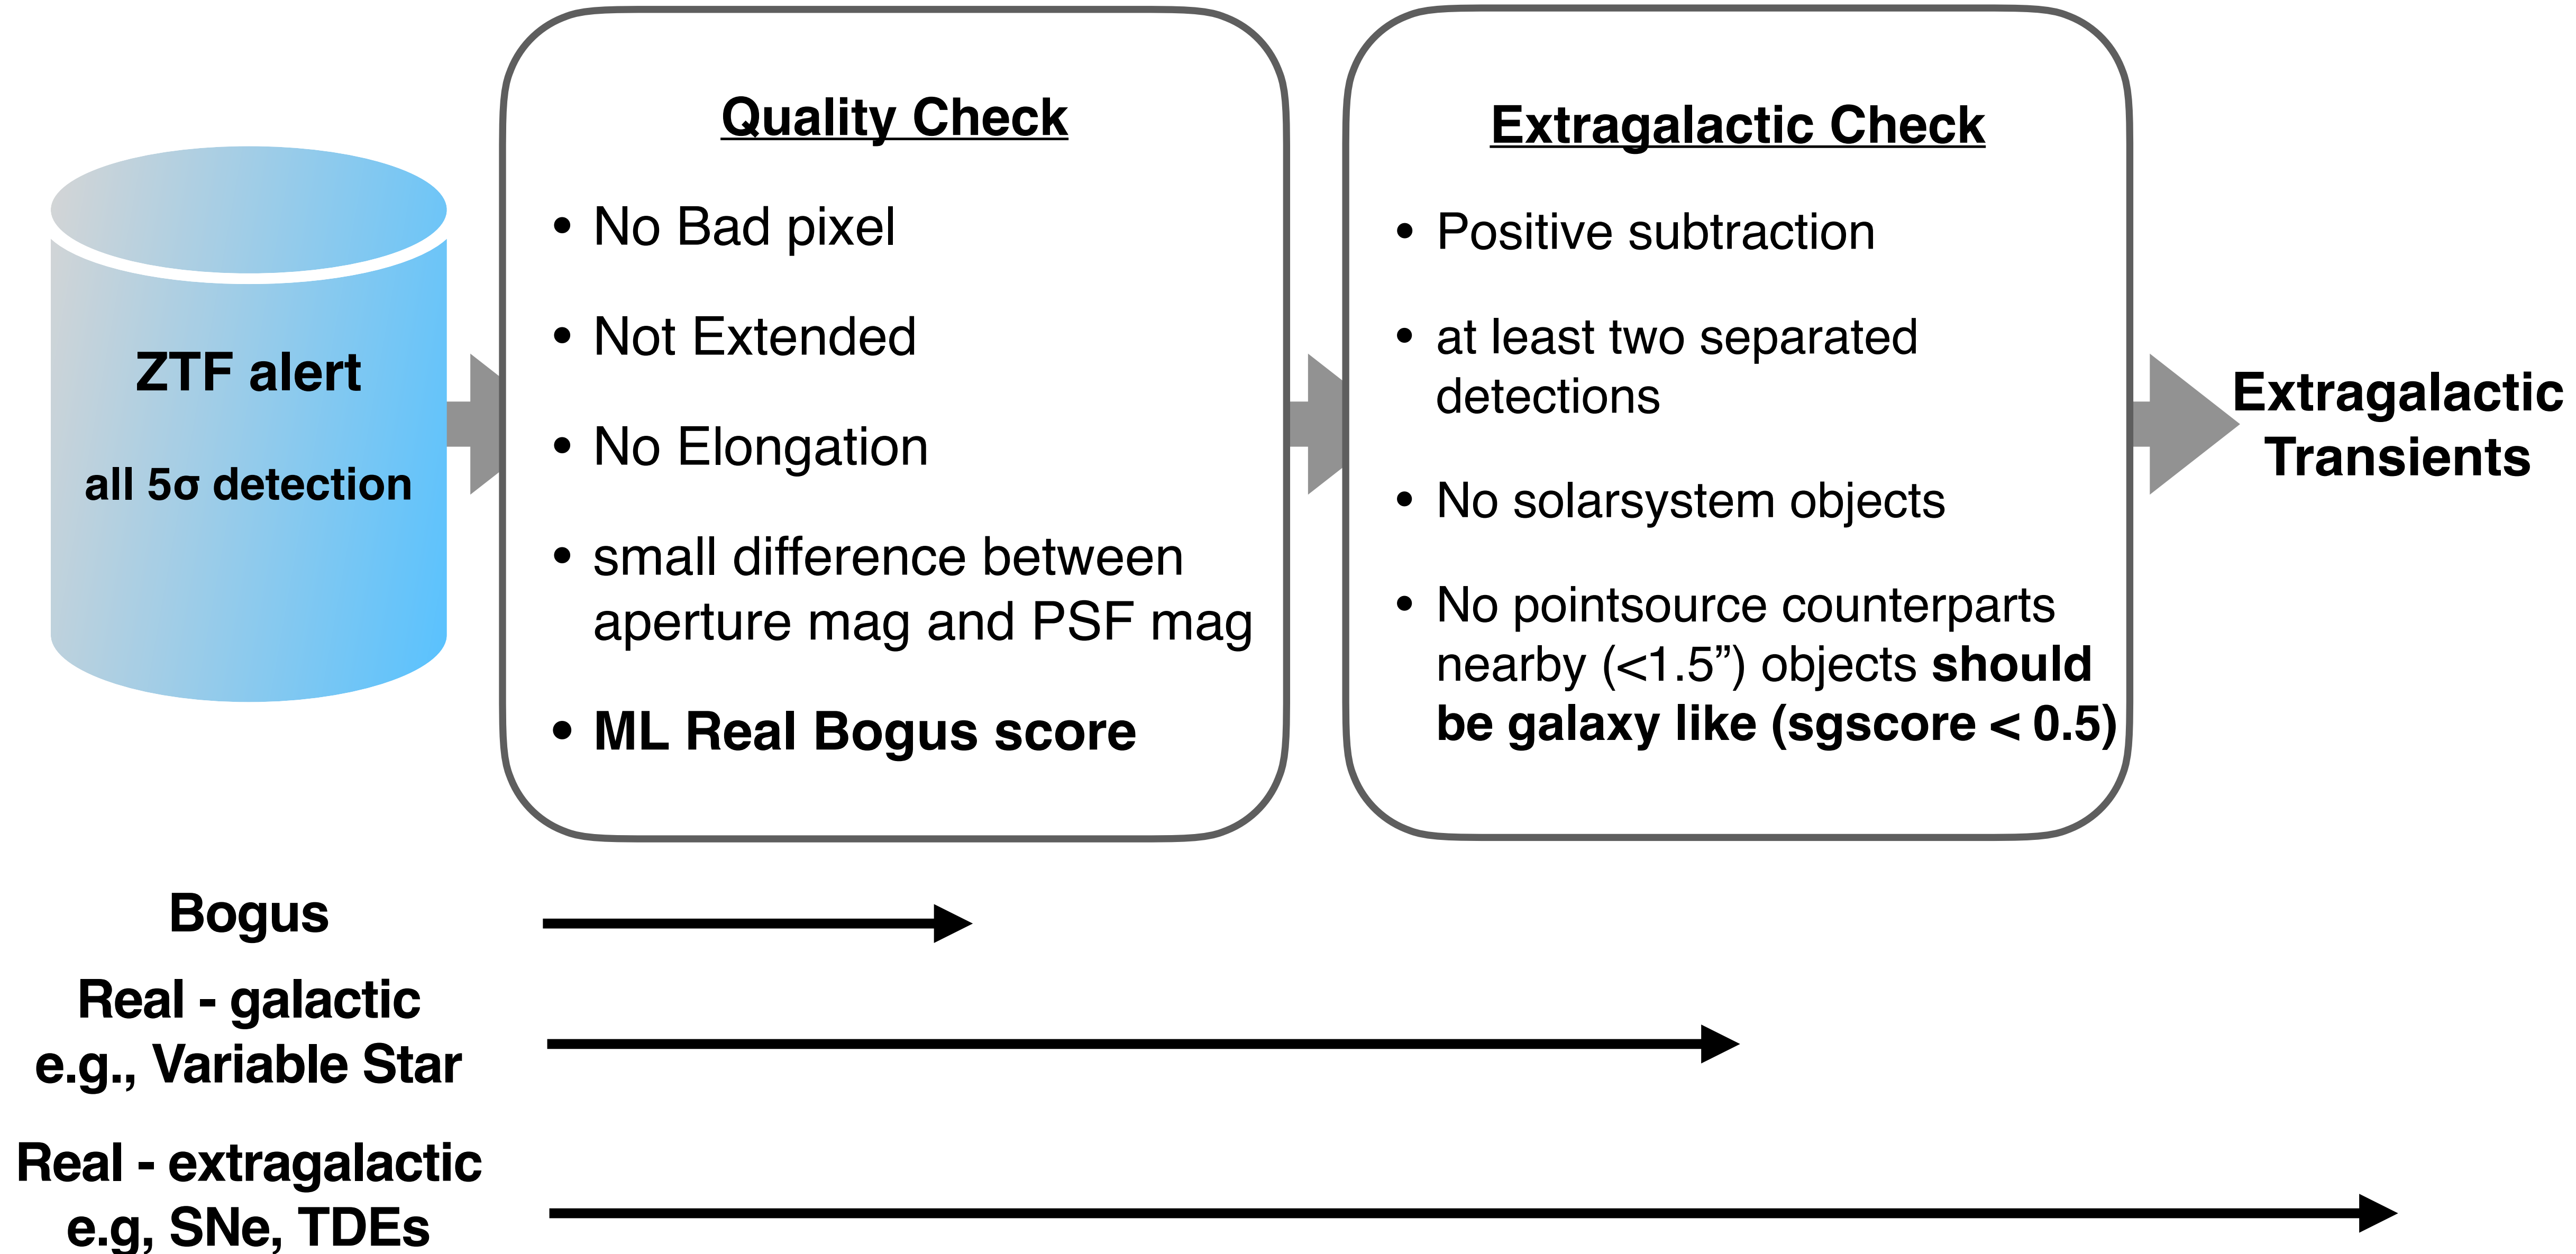 ZTF alert
all 5σ detection
Quality Check
• No Bad pixel
• Not Extended
• No Elongation
• small difference between
aperture mag and PSF mag
• ML Real Bogus score
Extragalactic Check
• Positive subtraction
• at least two separated
detections
• No solarsystem objects
• No pointsource counterparts
nearby (<1.5”) objects should
be galaxy like (sgscore < 0.5)
Extragalactic
Transients
Bogus
Real - galactic
e.g., Variable Star
Real - extragalactic
e.g, SNe, TDEs